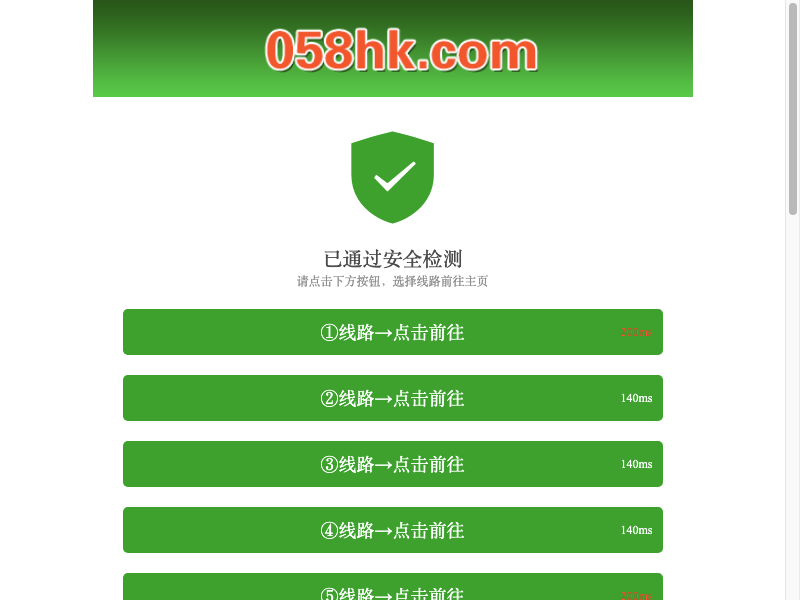 058hk.com
已通过安全检测
请点击下方按钮，选择线路前往主页
①线路→点击前往
②线路→点击前往 140ms
③线路→点击前往 140ms
④线路→点击前往 140ms
⑤线路→点击前往